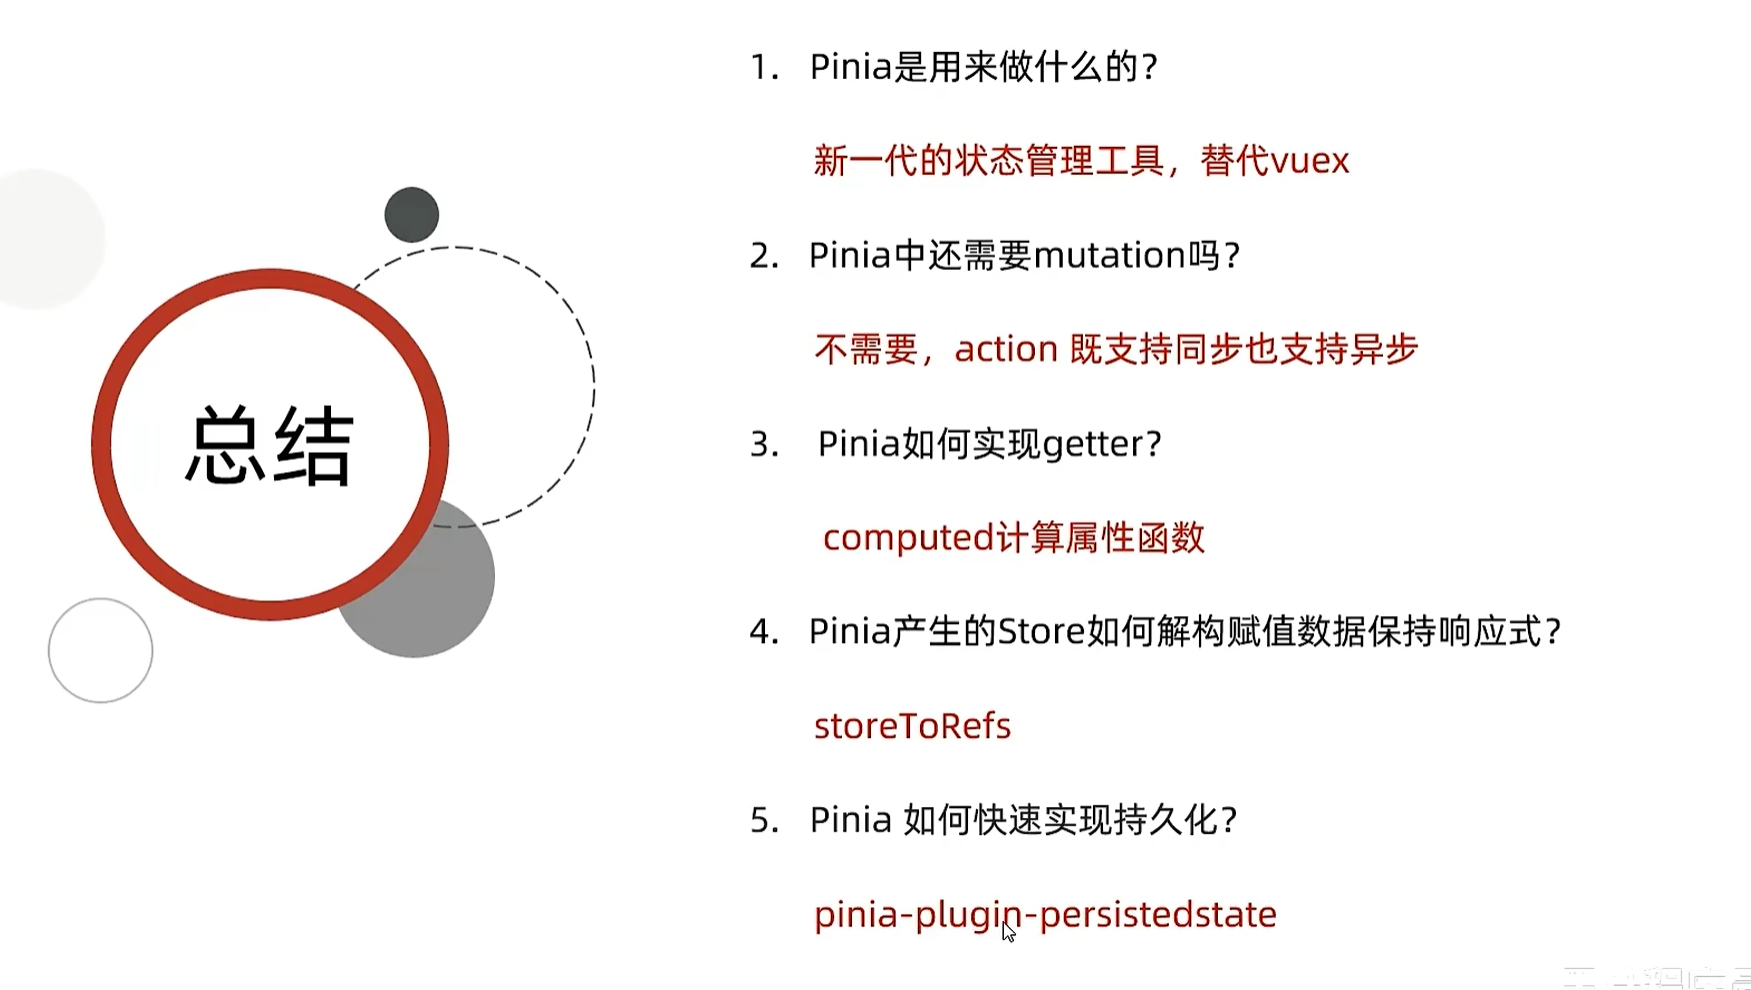 总结
1. Pinia是用来做什么的？
新一代的状态管理工具，替代vuex
2. Pinia中还需要mutation吗？
不需要，action 既支持同步也支持异步
3. Pinia如何实现getter？
computed计算属性函数
4. Pinia产生的Store如何解构赋值数据保持响应式？
storeToRefs
5. Pinia 如何快速实现持久化？
pinia-plugin-persistedstate